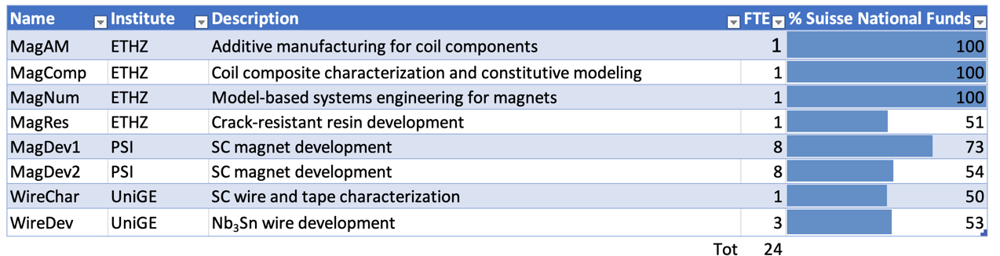 Name Institute Description FTE % Suisse National Funds
MagAM ETHZ Additive manufacturing for coil components 1 100
MagComp ETHZ Coil composite characterization and constitutive modeling 1 100
MagNum ETHZ Model-based systems engineering for magnets 1 100
MagRes ETHZ Crack-resistant resin development 1 51
MagDev1 PSI SC magnet development 8 73
MagDev2 PSI SC magnet development 8 54
WireChar UniGE SC wire and tape characterization 1 50
WireDev UniGE Nb₃Sn wire development 3 53
Tot 24